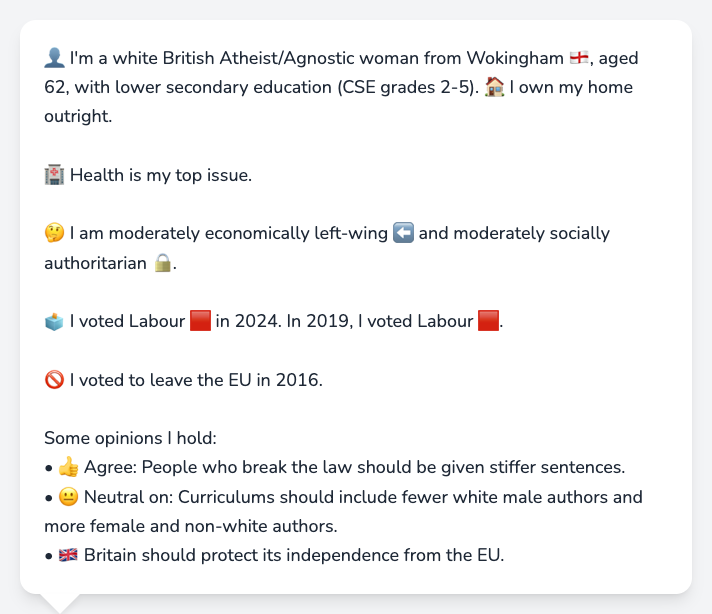 👤 I'm a white British Atheist/Agnostic woman from Wokingham 🏴󠁧󠁢󠁥󠁮󠁧󠁿, aged
62, with lower secondary education (CSE grades 2-5). 🏠 I own my home
outright.
🏥 Health is my top issue.
🤔 I am moderately economically left-wing ⬅️ and moderately socially
authoritarian 🔒.
🗳️ I voted Labour 🟥 in 2024. In 2019, I voted Labour 🟥.
🚫 I voted to leave the EU in 2016.
Some opinions I hold:
• 👍 Agree: People who break the law should be given stiffer sentences.
• 😐 Neutral on: Curriculums should include fewer white male authors and
more female and non-white authors.
• 🇬🇧 Britain should protect its independence from the EU.